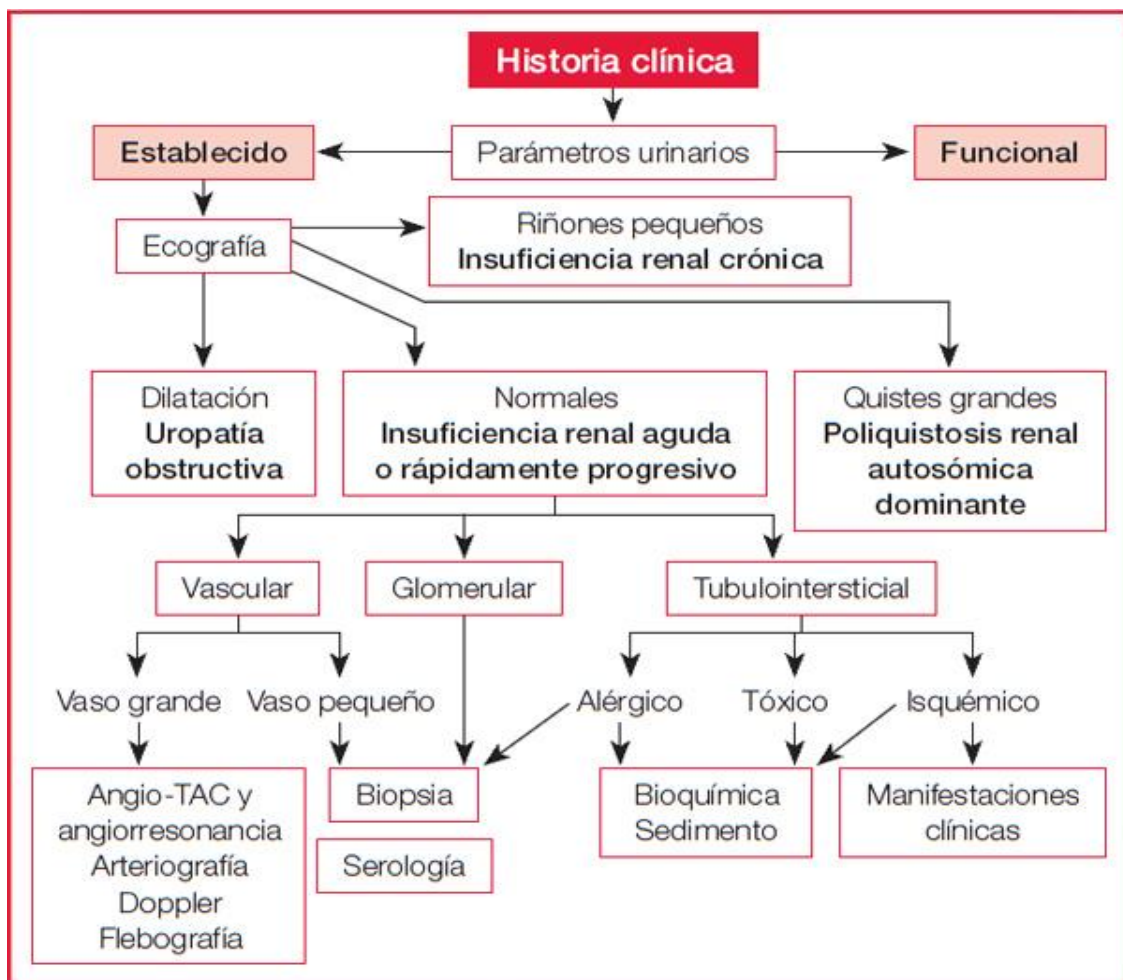 Historia clínica
Establecido
Parámetros urinarios
Funcional
Ecografía
Riñones pequeños
Insuficiencia renal crónica
Dilatación
Uropatía
obstructiva
Normales
Insuficiencia renal aguda
o rápidamente progresivo
Quistes grandes
Poliquistosis renal
autosómica
dominante
Vascular
Glomerular
Tubulointersticial
Vaso grande
Vaso pequeño
Alérgico
Tóxico
Isquémico
Angio-TAC y
angiorresonancia
Arteriografía
Doppler
Flebografía
Biopsia
Serología
Bioquímica
Sedimento
Manifestaciones
clínicas